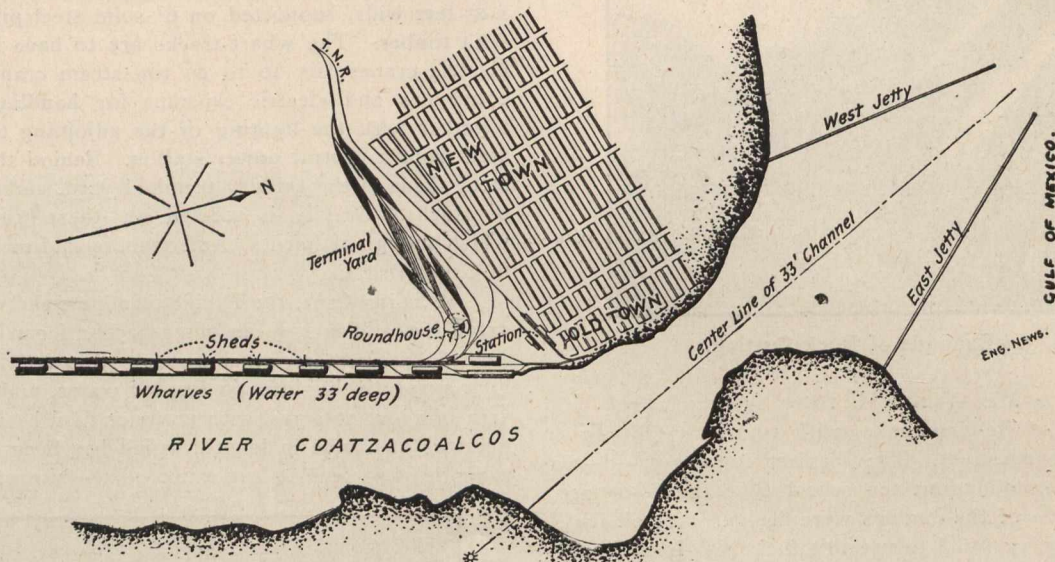 T.N.R.
NEW
TOWN
OLD TOWN
West Jetty
East Jetty
GULF OF MEXICO
Center Line of 33' Channel
ENG. NEWS.
N
Terminal
Yard
Roundhouse
Station
Sheds
Wharves (Water 33' deep)
RIVER COATZACOALCOS